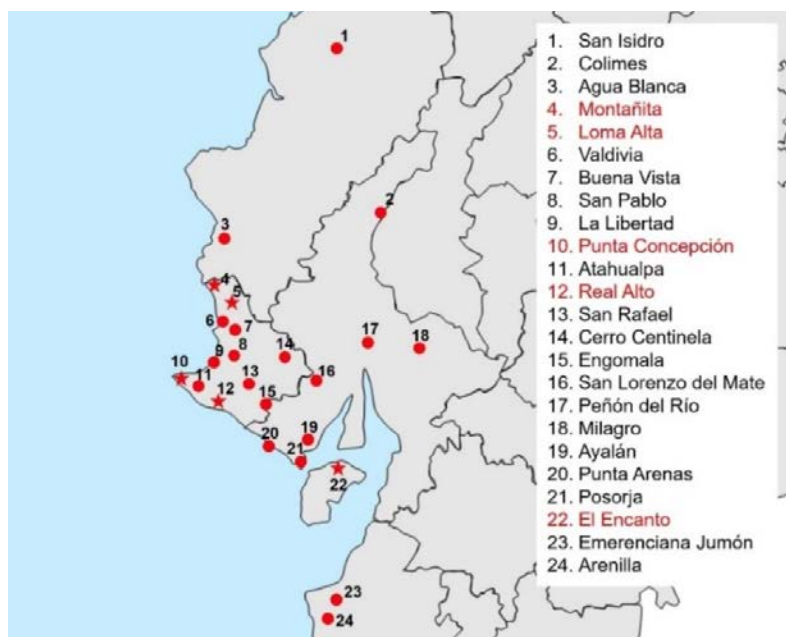 1. San Isidro
2. Colimes
3. Agua Blanca
4. Montañita
5. Loma Alta
6. Valdivia
7. Buena Vista
8. San Pablo
9. La Libertad
10. Punta Concepción
11. Atahualpa
12. Real Alto
13. San Rafael
14. Cerro Centinela
15. Engomala
16. San Lorenzo del Mate
17. Peñón del Río
18. Milagro
19. Ayalán
20. Punta Arenas
21. Posorja
22. El Encanto
23. Emerenciana Jumón
24. Arenilla
1
2
3
4
5
6
7
8
9
10
11
12
13
14
15
16
17
18
19
20
21
22
23
24